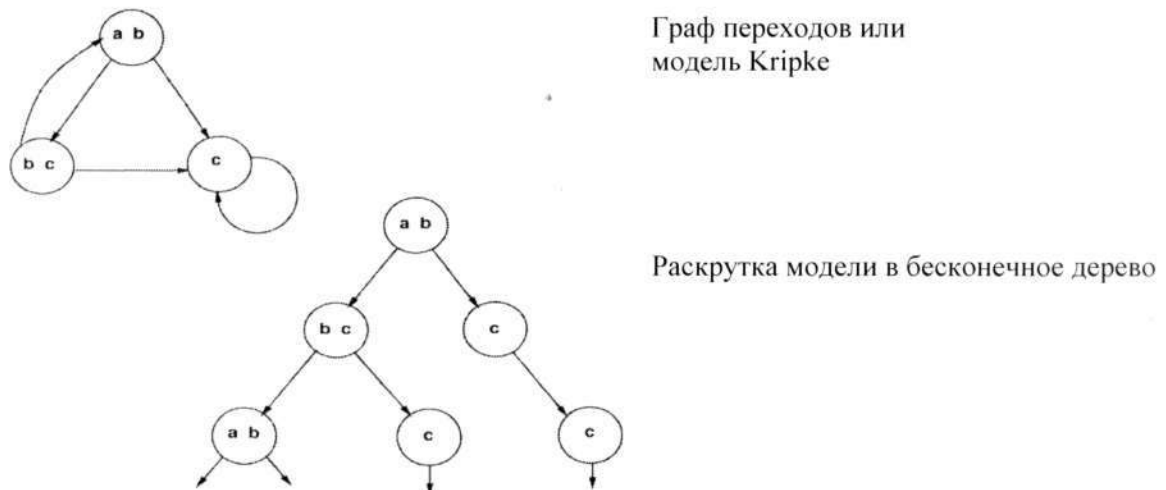 a b
Граф переходов или
модель Kripke
b c
c
a b
Раскрутка модели в бесконечное дерево
b c
c
a b
c
c